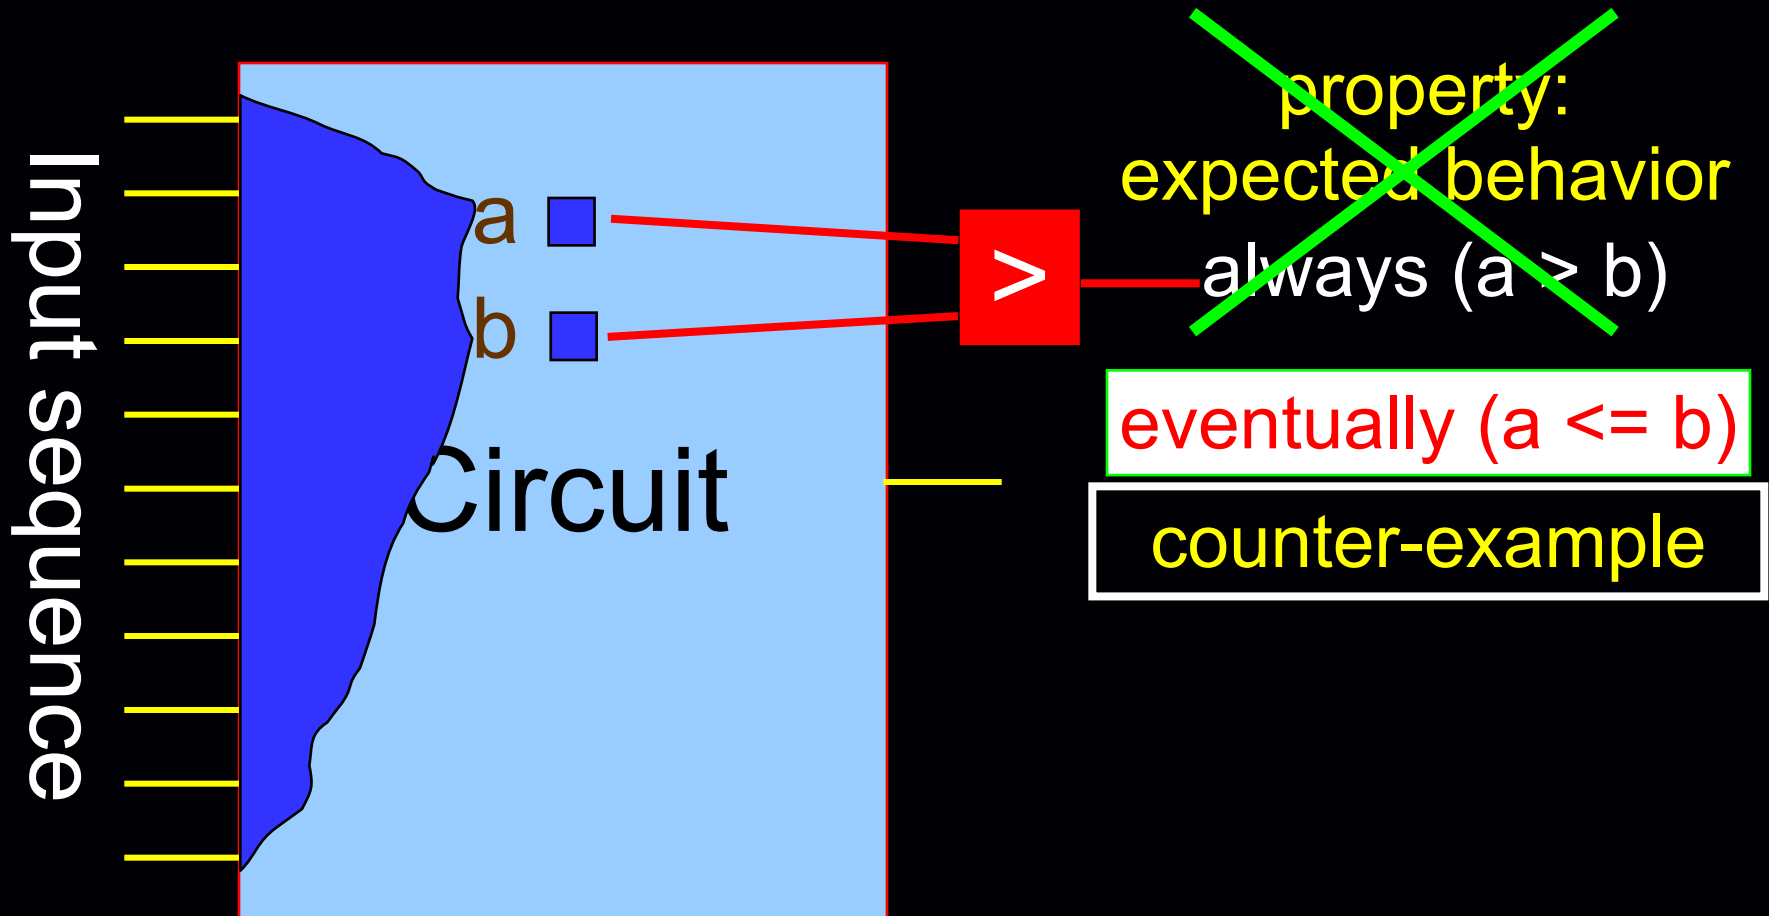 Input sequence
a
b
Circuit
>
property:
expected behavior
always (a > b)
eventually (a <= b)
counter-example